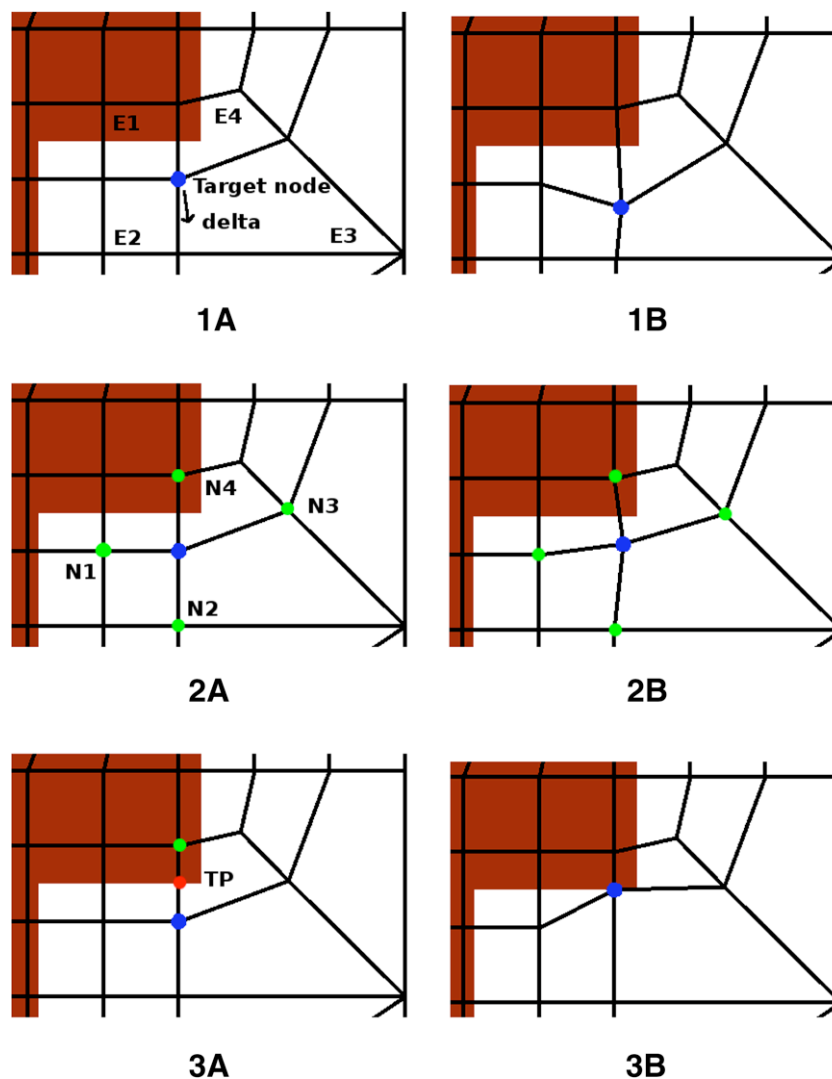 E1
E4
Target node
delta
E2
E3
1A
1B
N4
N3
N1
N2
2A
2B
TP
3A
3B